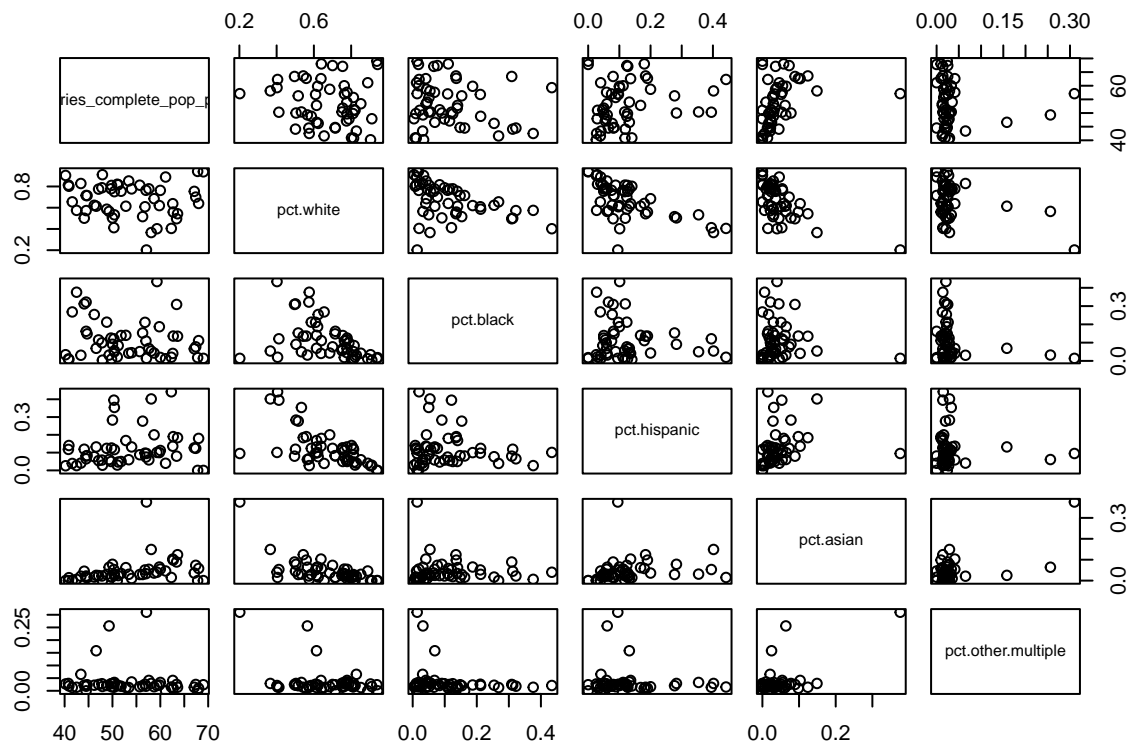 0.2 0.6 0.0 0.2 0.4 0.00 0.15 0.30
ries_complete_pop_p
40 60
0.2 0.8
pct.white
pct.black
0.0 0.3
0.0 0.3
pct.hispanic
pct.asian
0.0 0.3
0.00 0.25
pct.other.multiple
40 50 60 70 0.0 0.2 0.4 0.0 0.2